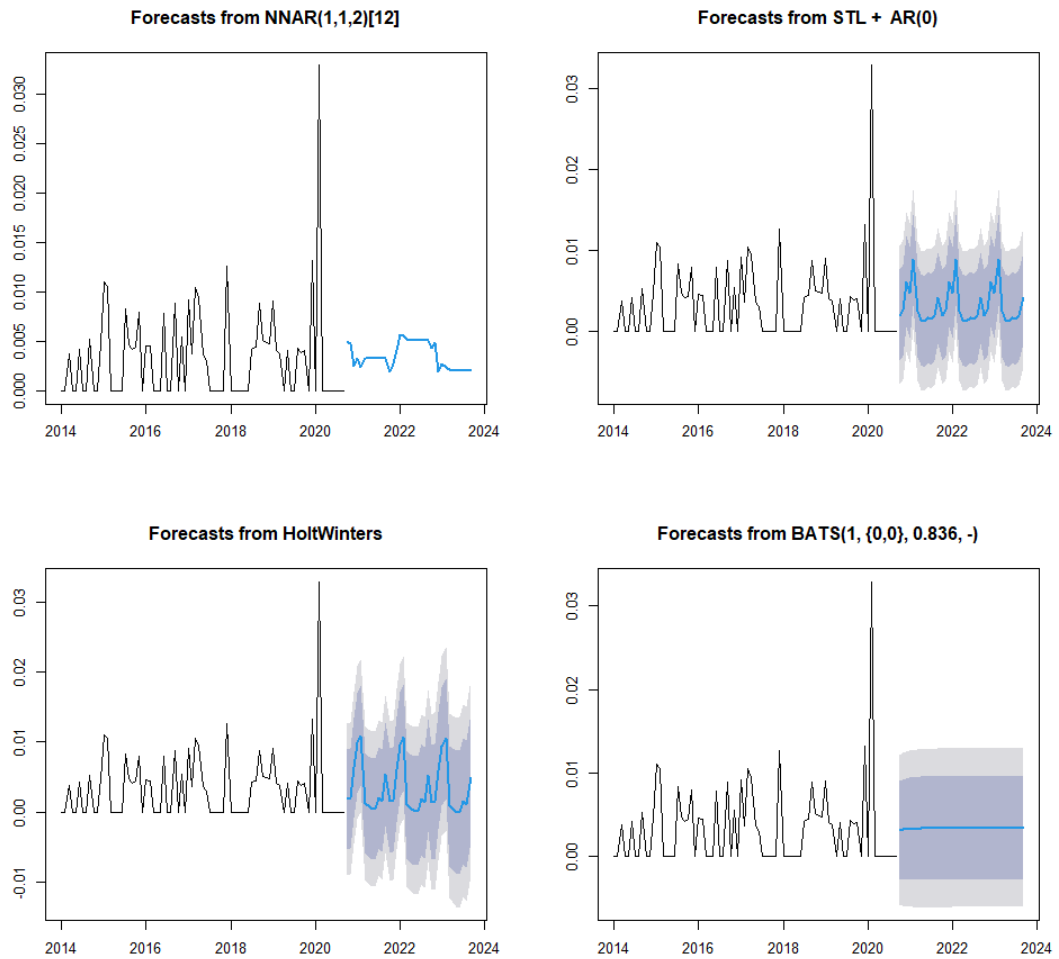 Forecasts from NNAR(1,1,2)[12]
0.030
0.025
0.020
0.015
0.010
0.005
0.000
2014 2016 2018 2020 2022 2024
Forecasts from STL + AR(0)
0.03
0.02
0.01
0.00
2014 2016 2018 2020 2022 2024
Forecasts from HoltWinters
0.03
0.02
0.01
0.00
-0.01
2014 2016 2018 2020 2022 2024
Forecasts from BATS(1, {0,0}, 0.836, -)
0.03
0.02
0.01
0.00
2014 2016 2018 2020 2022 2024